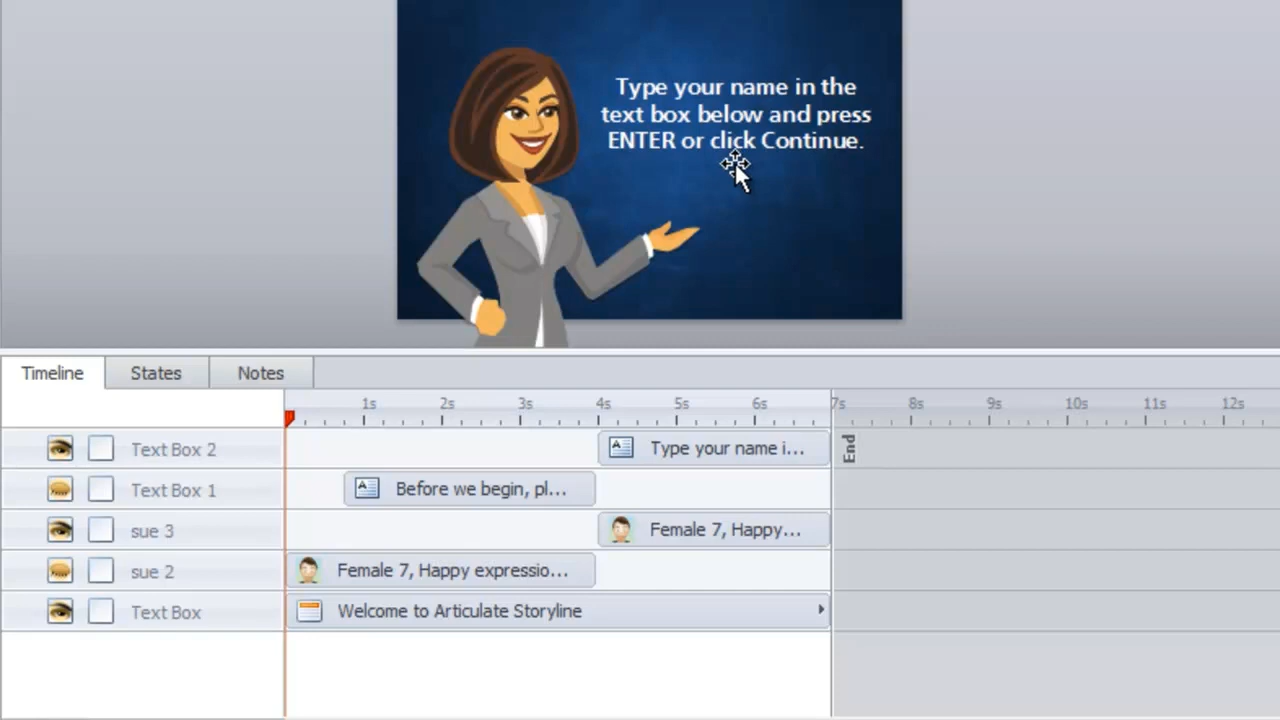 Type your name in the
text box below and press
ENTER or click Continue.
Timeline States Notes
1s 2s 3s 4s 5s 6s 7s 8s 9s 10s 11s 12s
Text Box 2 Type your name i... End
Text Box 1 Before we begin, pl...
sue 3 Female 7, Happy...
sue 2 Female 7, Happy expressio...
Text Box Welcome to Articulate Storyline